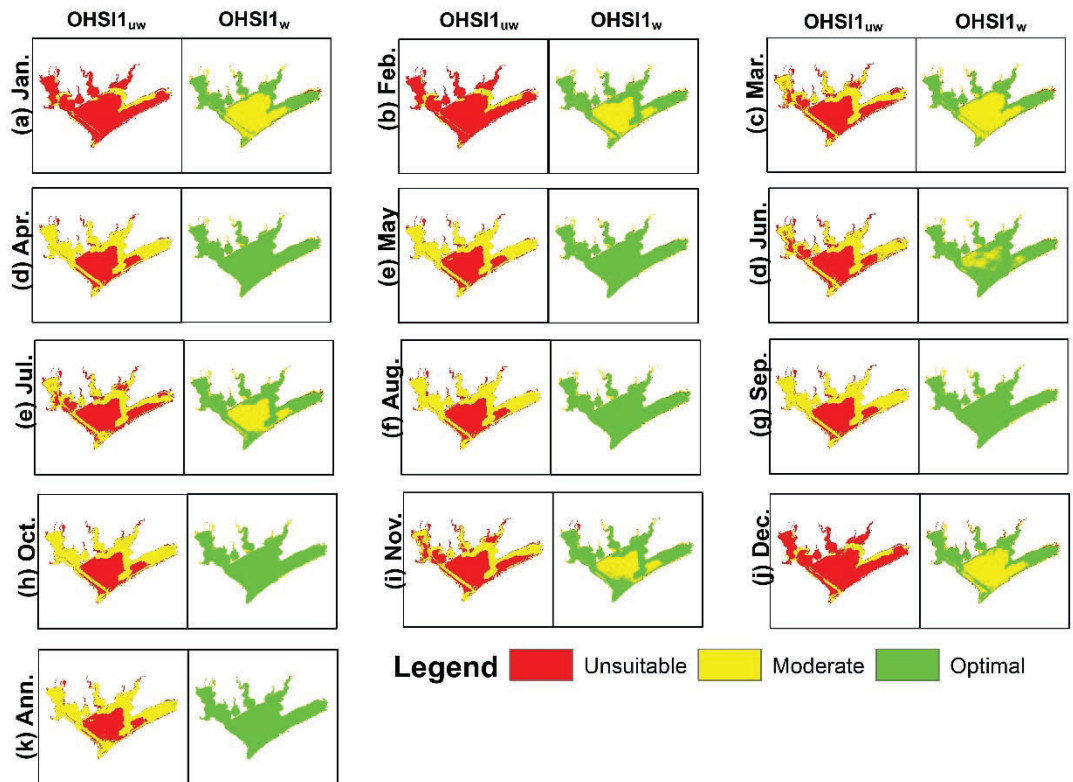 OHSI1uw OHSI1w OHSI1uw OHSI1w OHSI1uw OHSI1w
(a) Jan.
(b) Feb.
(c) Mar.
(d) Apr.
(e) May
(d) Jun.
(e) Jul.
(f) Aug.
(g) Sep.
(h) Oct.
(i) Nov.
(j) Dec.
(k) Ann.
Legend Unsuitable Moderate Optimal